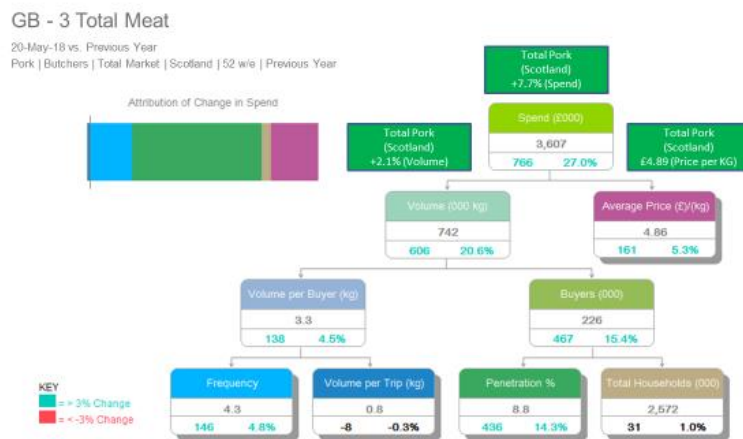 GB - 3 Total Meat
20-May-18 vs. Previous Year
Pork | Butchers | Total Market | Scotland | 52 w/e | Previous Year
Total Pork
(Scotland)
+7.7% (Spend)
Attribution of Change in Spend
Spend (£000)
3,607
766 27.0%
Total Pork
(Scotland)
+2.1% (Volume)
Total Pork
(Scotland)
£4.89 (Price per KG)
Volume (000 kg)
742
606 20.6%
Average Price (£)/(kg)
4.86
161 5.3%
Volume per Buyer (kg)
3.3
138 4.5%
Buyers (000)
226
467 15.4%
KEY
= > 3% Change
= < -3% Change
Frequency
4.3
146 4.8%
Volume per Trip (kg)
0.8
-8 -0.3%
Penetration %
8.8
436 14.3%
Total Households (000)
2,572
31 1.0%